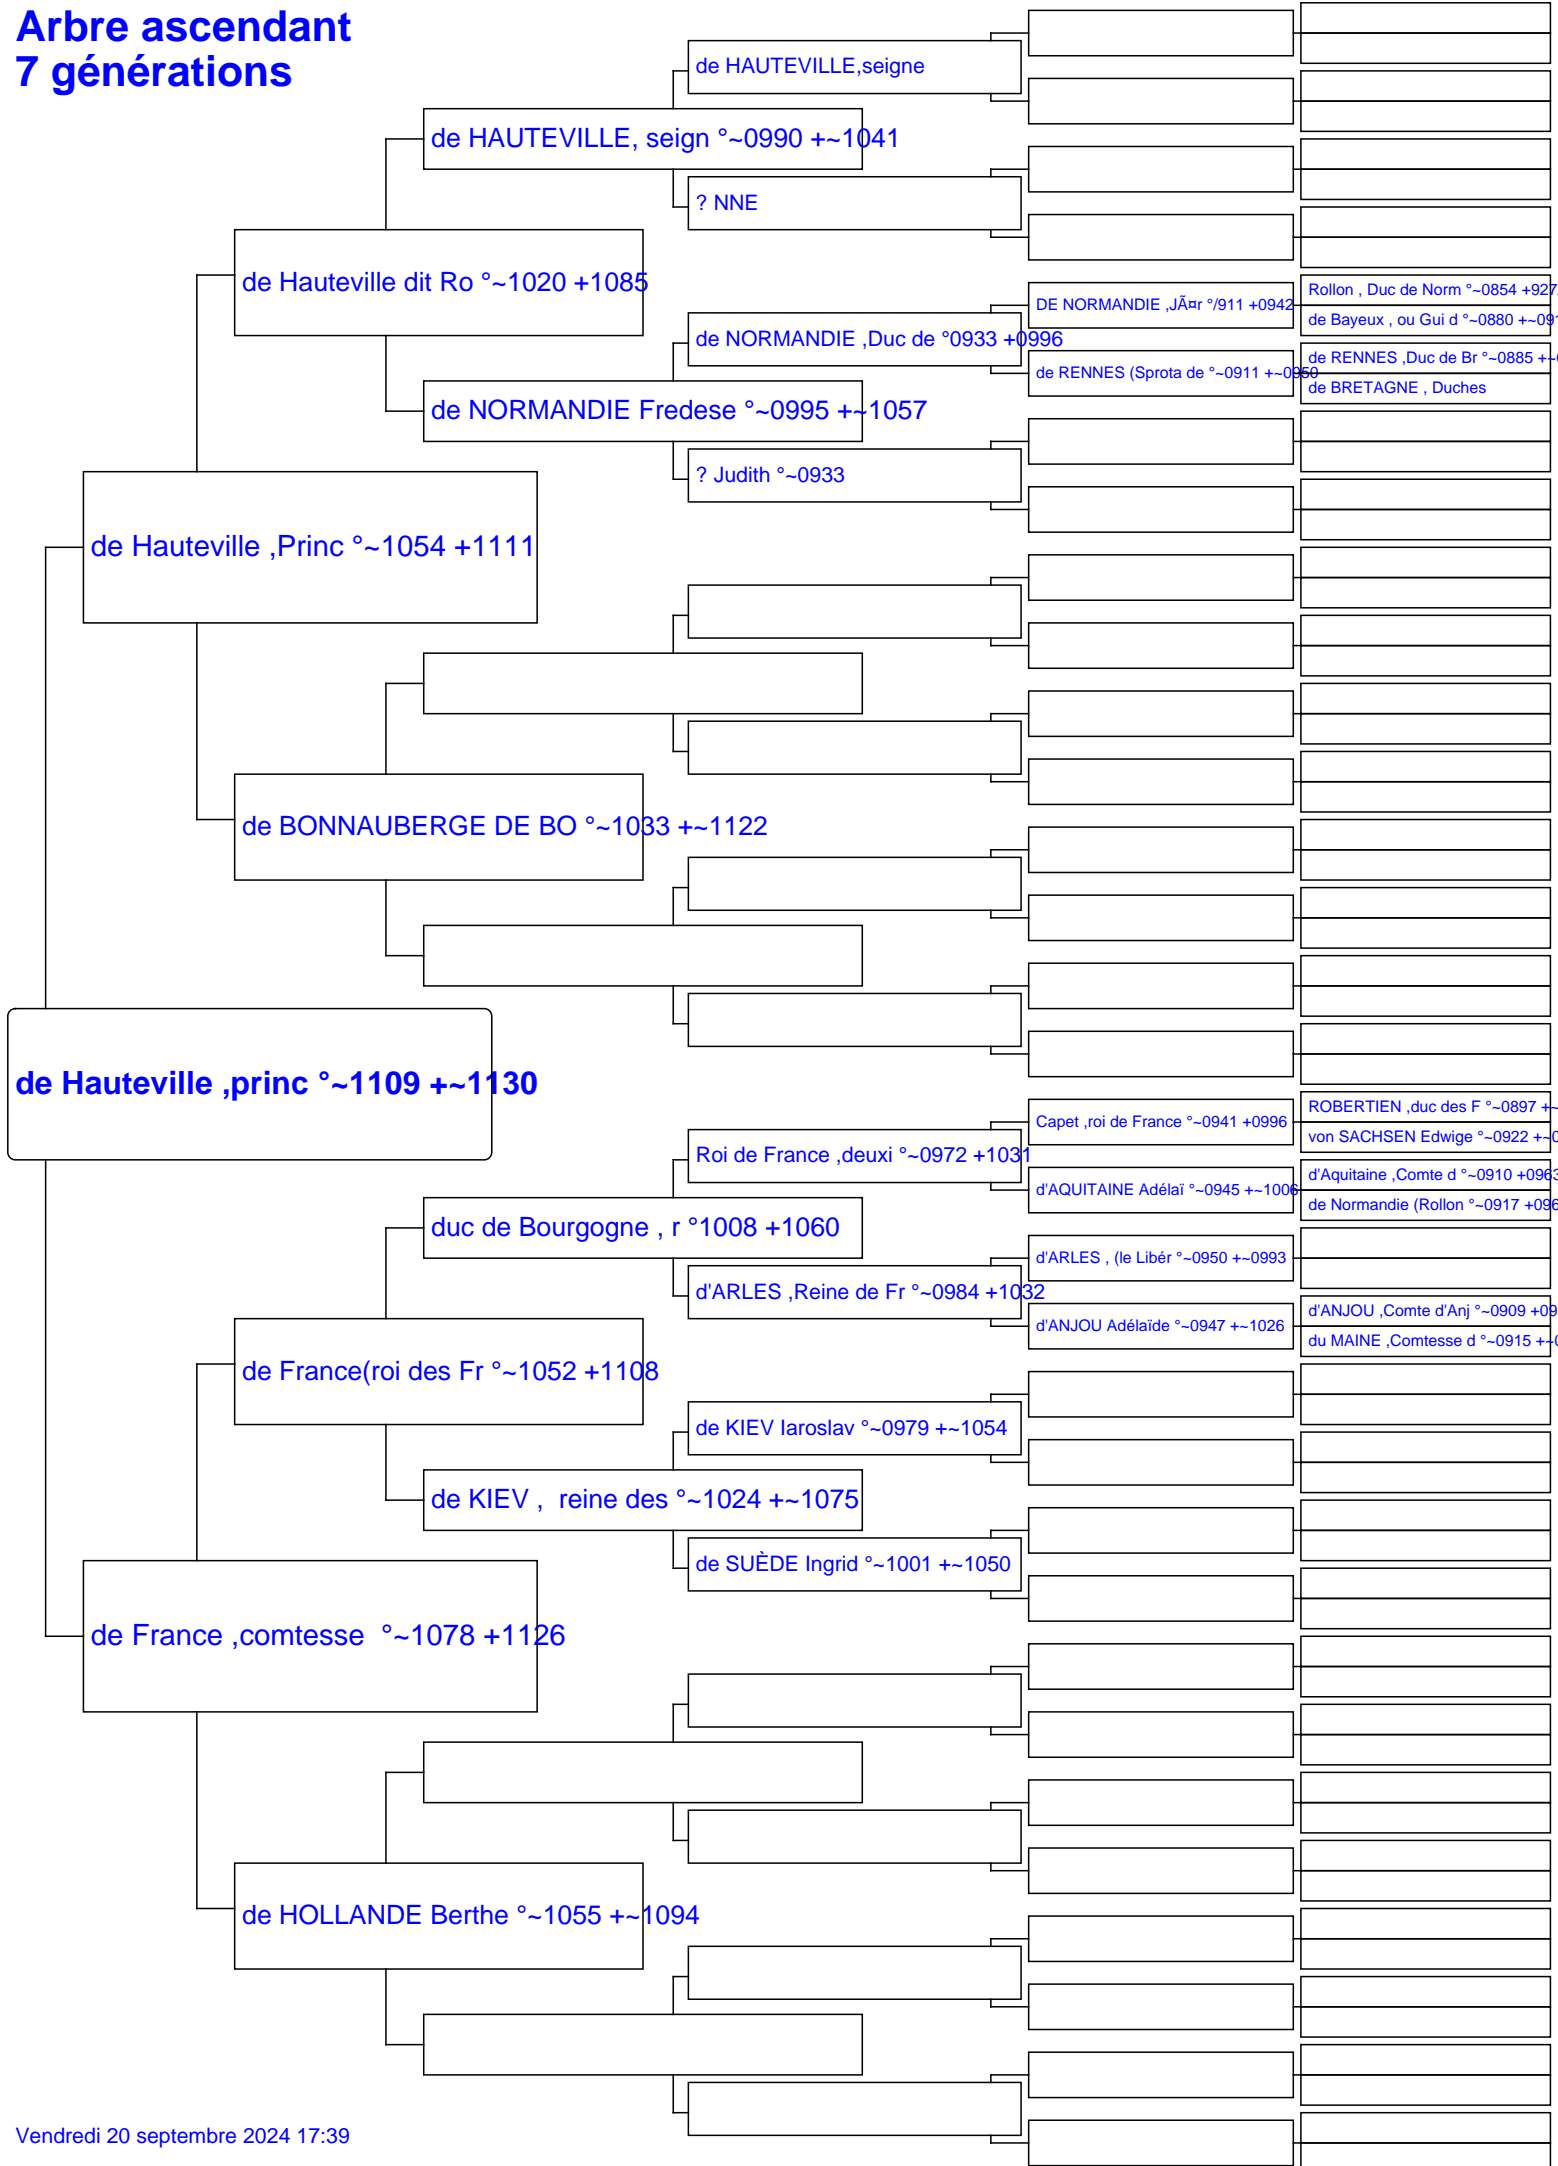 Arbre ascendant
7 générations
de HAUTEVILLE,seigne
de HAUTEVILLE, seign °~0990 +~1041
? NNE
de Hauteville dit Ro °~1020 +1085
Rollon , Duc de Norm °~0854 +927
DE NORMANDIE ,JÃ¤r °/911 +0942
de Bayeux , ou Gui d °~0880 +~091
de NORMANDIE ,Duc de °0933 +0996
de RENNES ,Duc de Br °~0885 +~
de RENNES (Sprota de °~0911 +~0950
de BRETAGNE , Duches
de NORMANDIE Fredese °~0995 +~1057
? Judith °~0933
de Hauteville ,Princ °~1054 +1111
de BONNAUBERGE DE BO °~1033 +~1122
de Hauteville ,princ °~1109 +~1130
ROBERTIEN ,duc des F °~0897 +~
Capet ,roi de France °~0941 +0996
von SACHSEN Edwige °~0922 +~0
Roi de France ,deuxi °~0972 +1031
d'Aquitaine ,Comte d °~0910 +0963
d'AQUITAINE Adélaï °~0945 +~1006
de Normandie (Rollon °~0917 +096
duc de Bourgogne , r °1008 +1060
d'ARLES , (le Libér °~0950 +~0993
d'ARLES ,Reine de Fr °~0984 +1032
d'ANJOU ,Comte d'Anj °~0909 +09
d'ANJOU Adélaïde °~0947 +~1026
du MAINE ,Comtesse d °~0915 +~0
de France(roi des Fr °~1052 +1108
de KIEV Iaroslav °~0979 +~1054
de KIEV ,  reine des °~1024 +~1075
de SUÈDE Ingrid °~1001 +~1050
de France ,comtesse  °~1078 +1126
de HOLLANDE Berthe °~1055 +~1094
Vendredi 20 septembre 2024 17:39